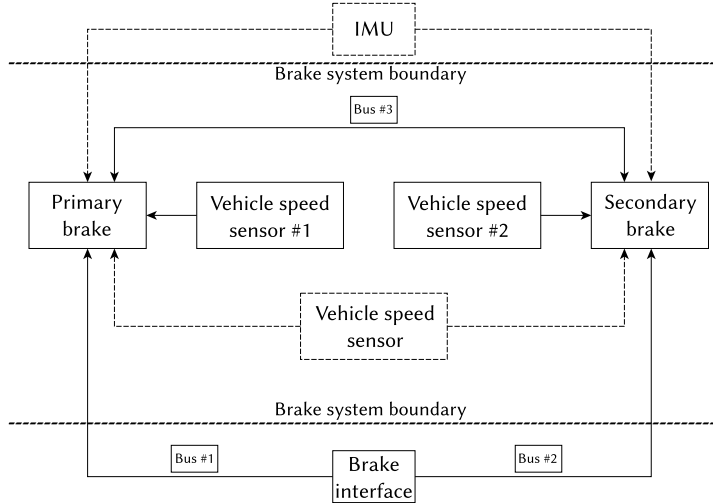 IMU
Brake system boundary
Bus #3
Primary
brake
Vehicle speed
sensor #1
Vehicle speed
sensor #2
Secondary
brake
Vehicle speed
sensor
Brake system boundary
Bus #1
Bus #2
Brake
interface